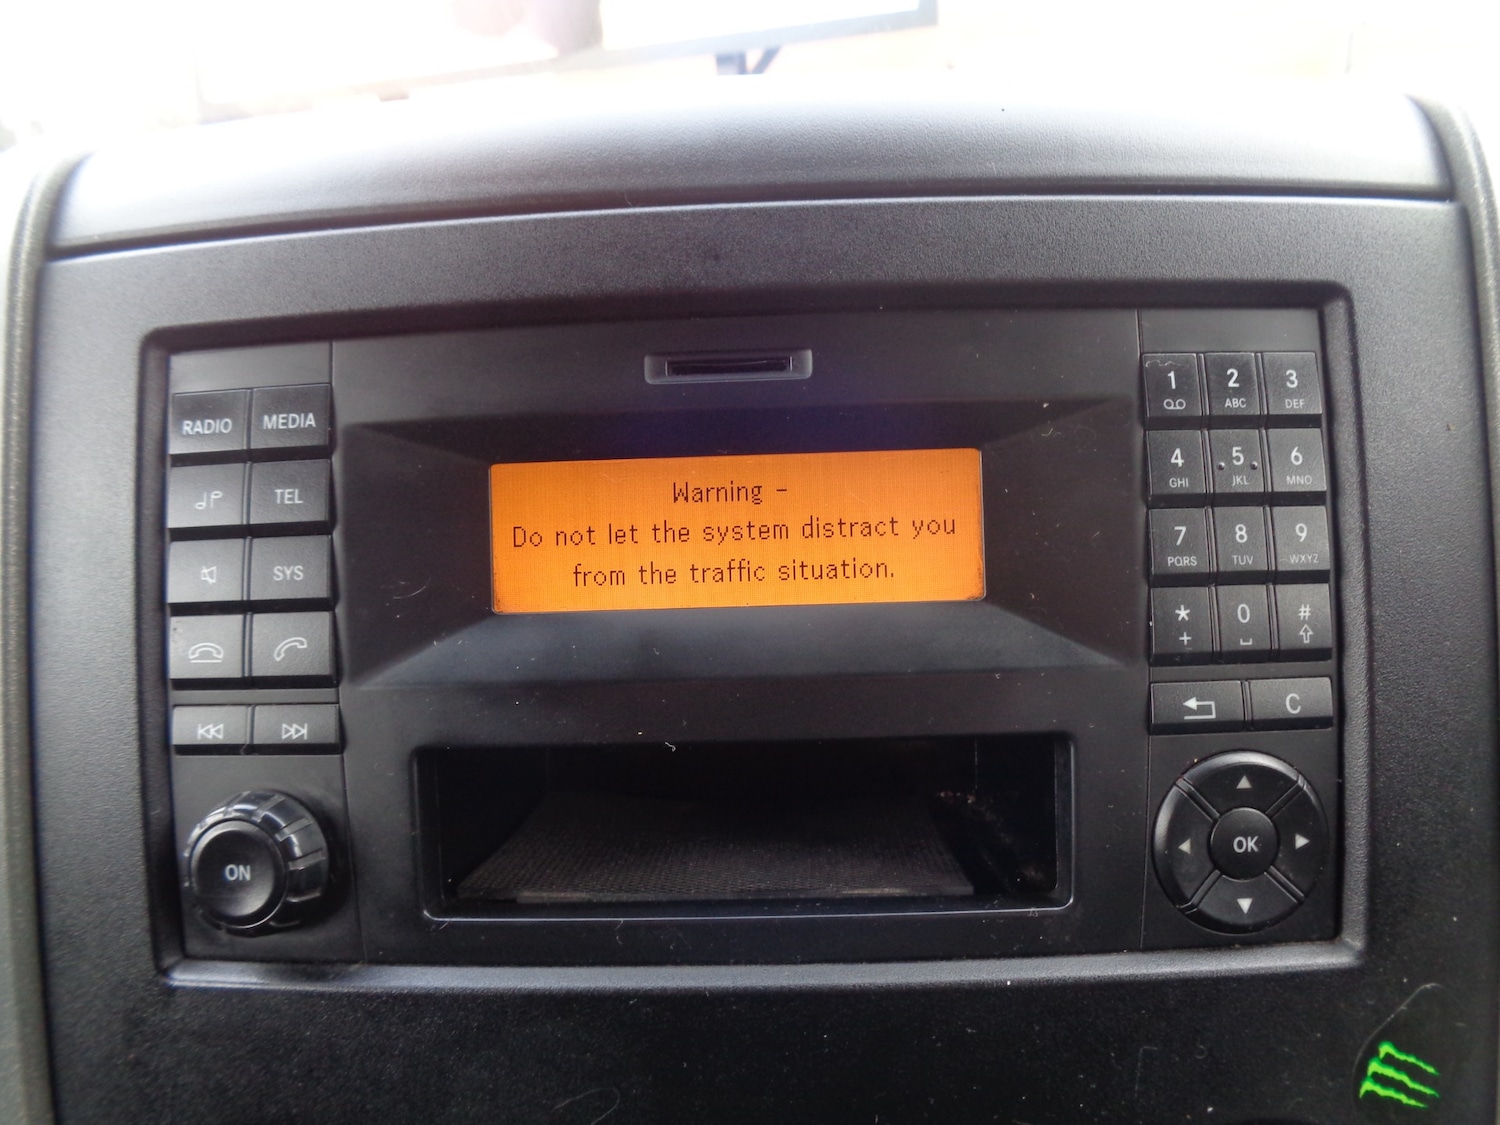 Warning -
Do not let the system distract you
from the traffic situation.
RADIO MEDIA
TEL
SYS
ON
1 2 3
ABC DEF
4 5 6
GHI JKL MNO
7 8 9
PQRS TUV WXYZ
* 0 #
+
C
OK